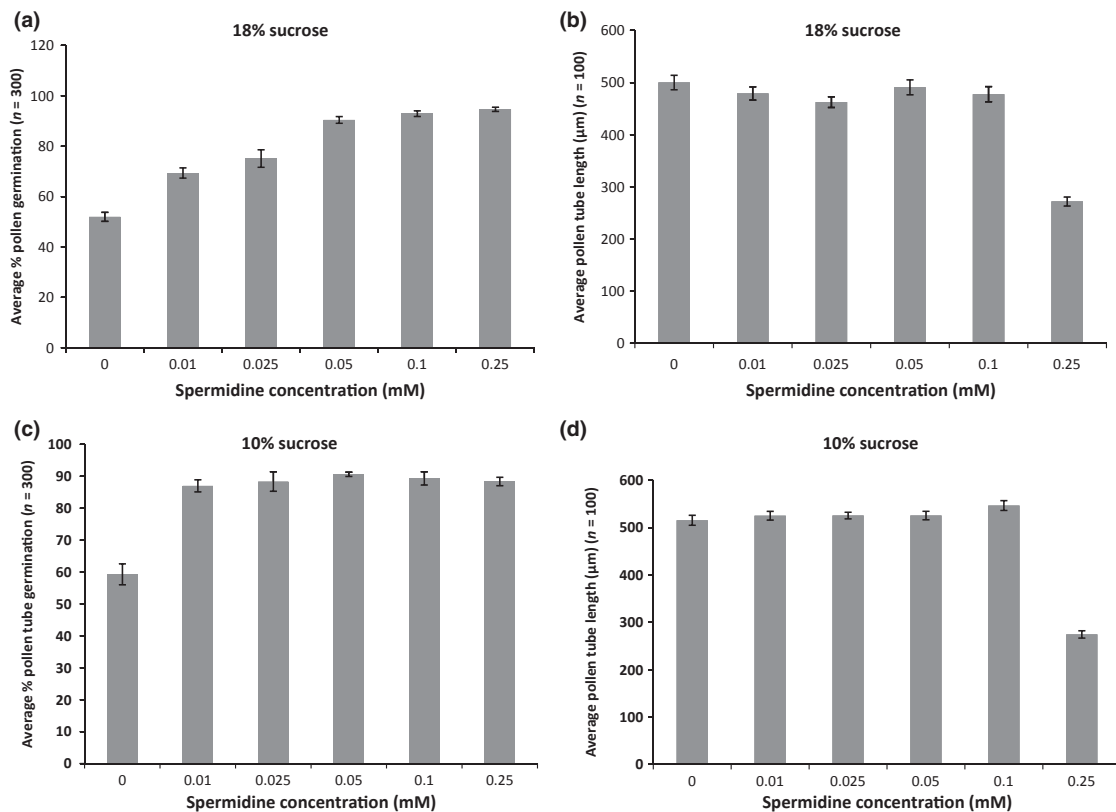 (a)
18% sucrose
Average % pollen germination (n = 300)
120
100
80
60
40
20
0
0 0.01 0.025 0.05 0.1 0.25
Spermidine concentration (mM)
(b)
18% sucrose
Average pollen tube length (µm) (n = 100)
600
500
400
300
200
100
0
0 0.01 0.025 0.05 0.1 0.25
Spermidine concentration (mM)
(c)
10% sucrose
Average % pollen tube germination (n = 300)
100
90
80
70
60
50
40
30
20
10
0
0 0.01 0.025 0.05 0.1 0.25
Spermidine concentration (mM)
(d)
10% sucrose
Average pollen tube length (µm) (n = 100)
600
500
400
300
200
100
0
0 0.01 0.025 0.05 0.1 0.25
Spermidine concentration (mM)